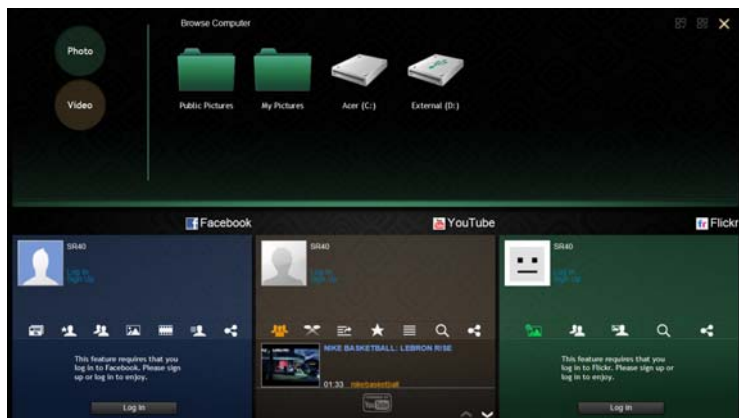 Browse Computer
Photo
Video
Public Pictures
My Pictures
Acer (C:)
External (D:)
Facebook
YouTube
Flickr
SR40
Log In
Sign Up
SR40
Log In
Sign Up
SR40
Log In
Sign Up
This feature requires that you
log in to Facebook. Please sign
up or log in to enjoy.
Log In
NIKE BASKETBALL: LEBRON RISE
01:33 nikebasketball
YouTube
This feature requires that you
log in to Flickr. Please sign up or
log in to enjoy.
Log In